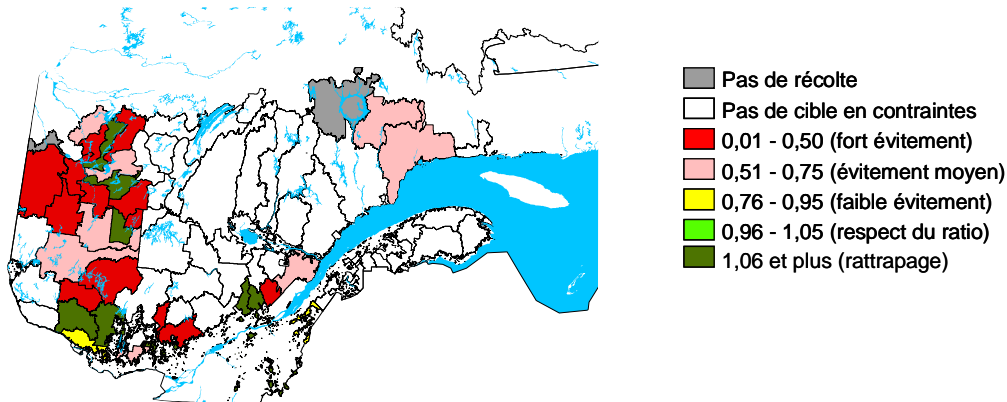 Pas de récolte
Pas de cible en contraintes
0,01 - 0,50 (fort évitement)
0,51 - 0,75 (évitement moyen)
0,76 - 0,95 (faible évitement)
0,96 - 1,05 (respect du ratio)
1,06 et plus (rattrapage)